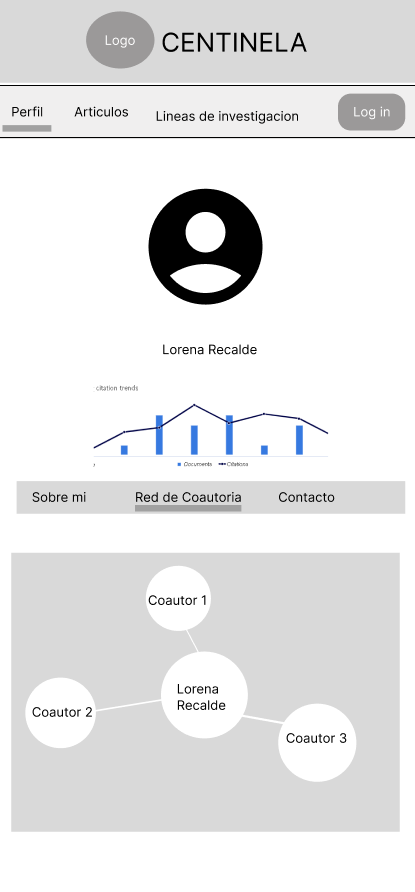 Logo
CENTINELA
Perfil
Articulos
Lineas de investigacion
Log in
Lorena Recalde
citation trends
Documents
Citations
Sobre mi
Red de Coautoria
Contacto
Coautor 1
Lorena
Recalde
Coautor 2
Coautor 3